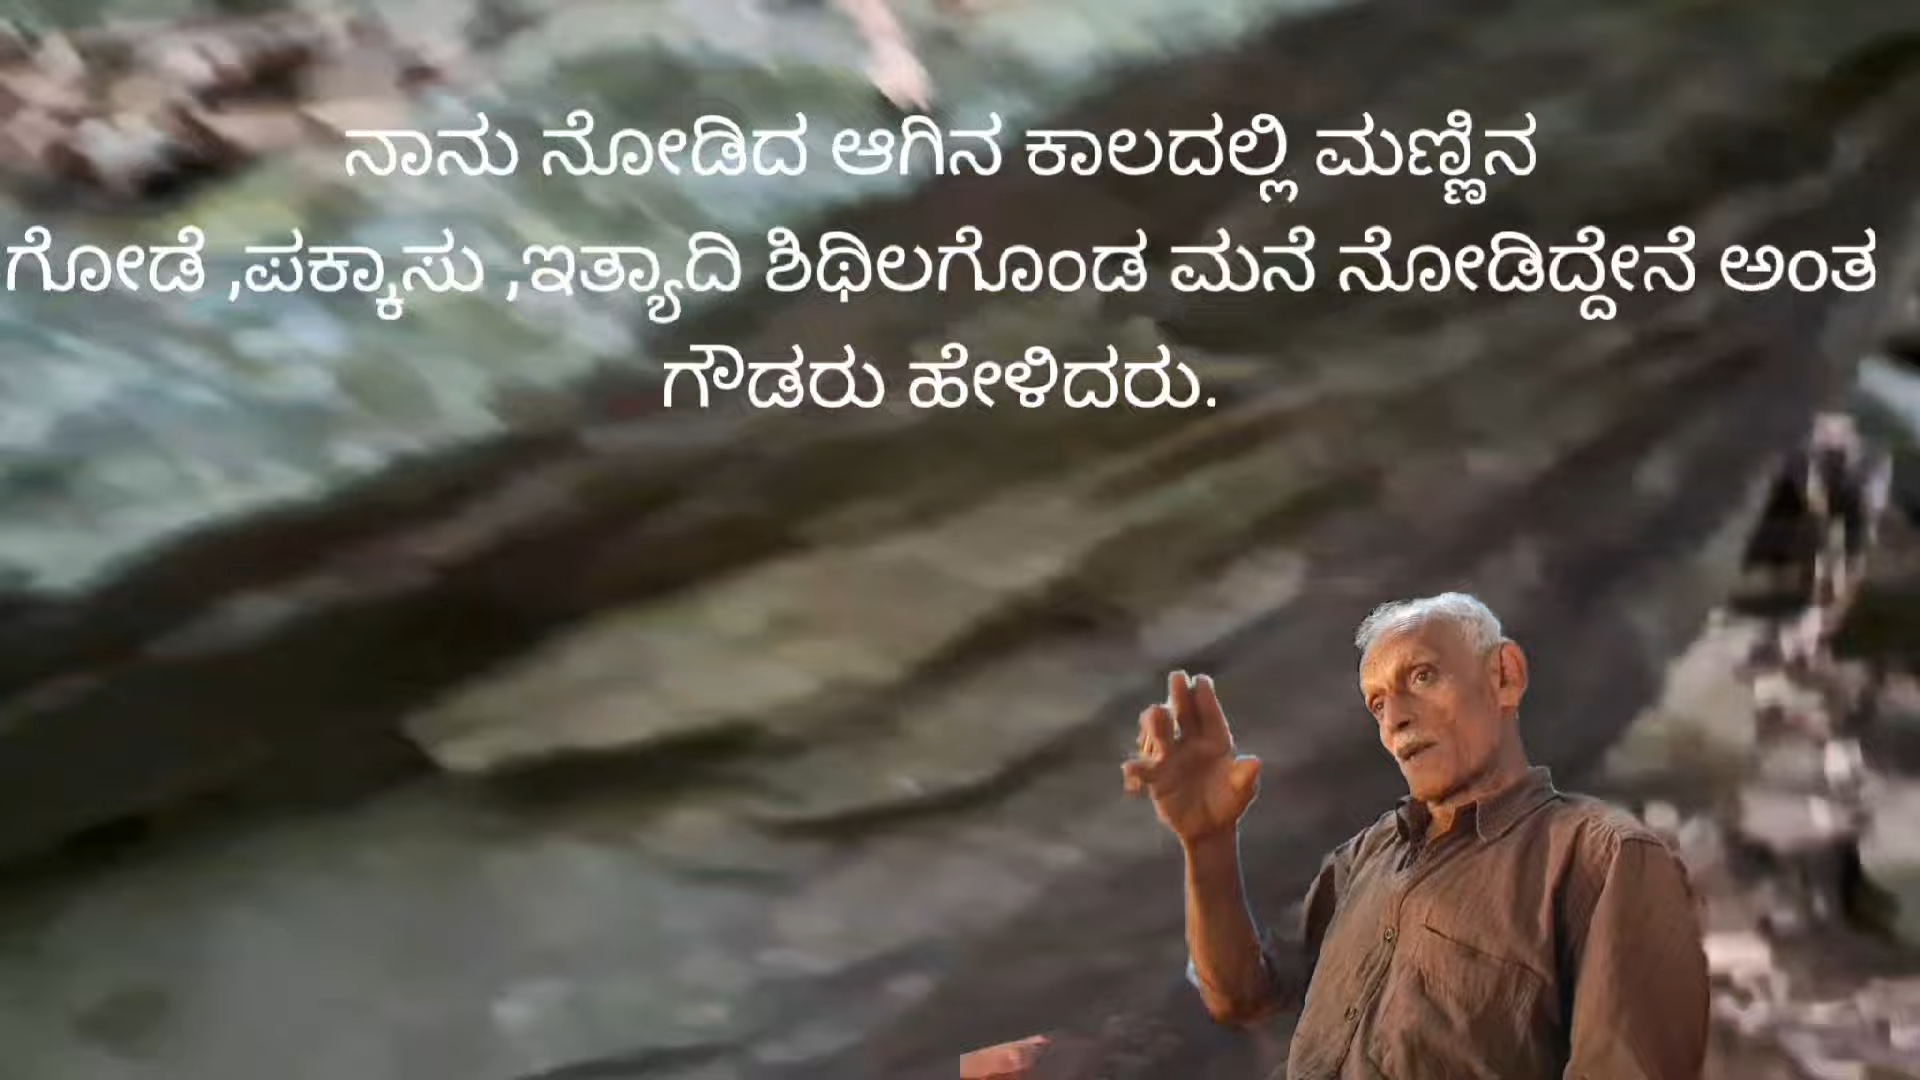 ನಾನು ನೋಡಿದ ಆಗಿನ ಕಾಲದಲ್ಲಿ ಮಣ್ಣಿನ
ಗೋಡೆ ,ಪಕ್ಕಾಸು ,ಇತ್ಯಾದಿ ಶಿಥಿಲಗೊಂಡ ಮನೆ ನೋಡಿದ್ದೇನೆ ಅಂತ
ಗೌಡರು ಹೇಳಿದರು.